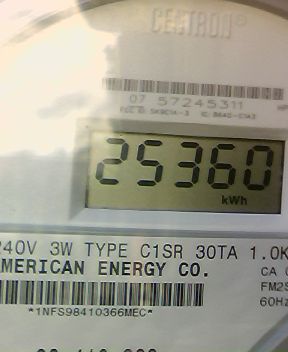 CENTRON®
07 57245311
25360
kWh
240V 3W TYPE C1SR 30TA 1.0K
AMERICAN ENERGY CO.
CA
FM2S
60Hz
*1NFS98410366MEC*